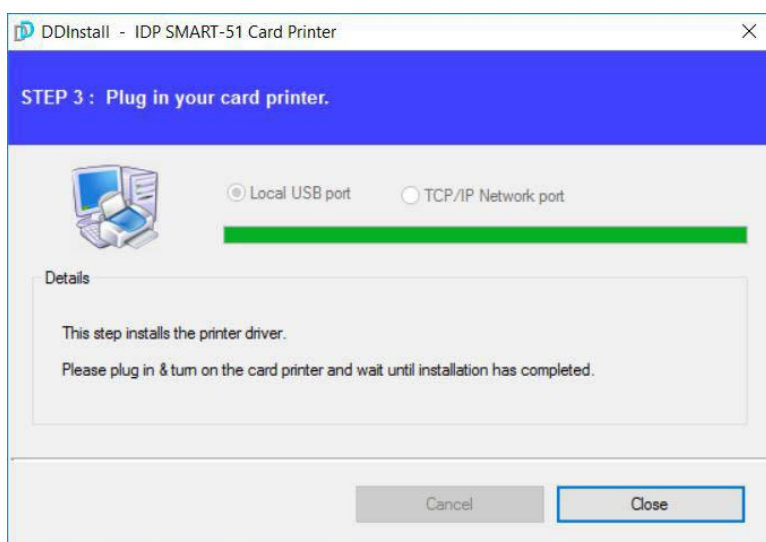 DDInstall - IDP SMART-51 Card Printer
STEP 3 : Plug in your card printer.
Local USB port TCP/IP Network port
Details
This step installs the printer driver.
Please plug in & turn on the card printer and wait until installation has completed.
Cancel Close